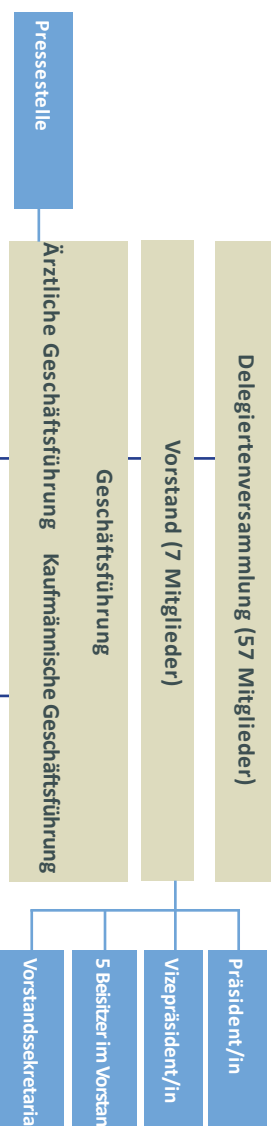 Delegiertenversammlung (57 Mitglieder)
Vorstand (7 Mitglieder)
Geschäftsführung
Ärztliche Geschäftsführung Kaufmännische Geschäftsführung
Pressestelle
Präsident/in
Vizepräsident/in
5 Beisitzer im Vorstan
Vorstandssekretaria